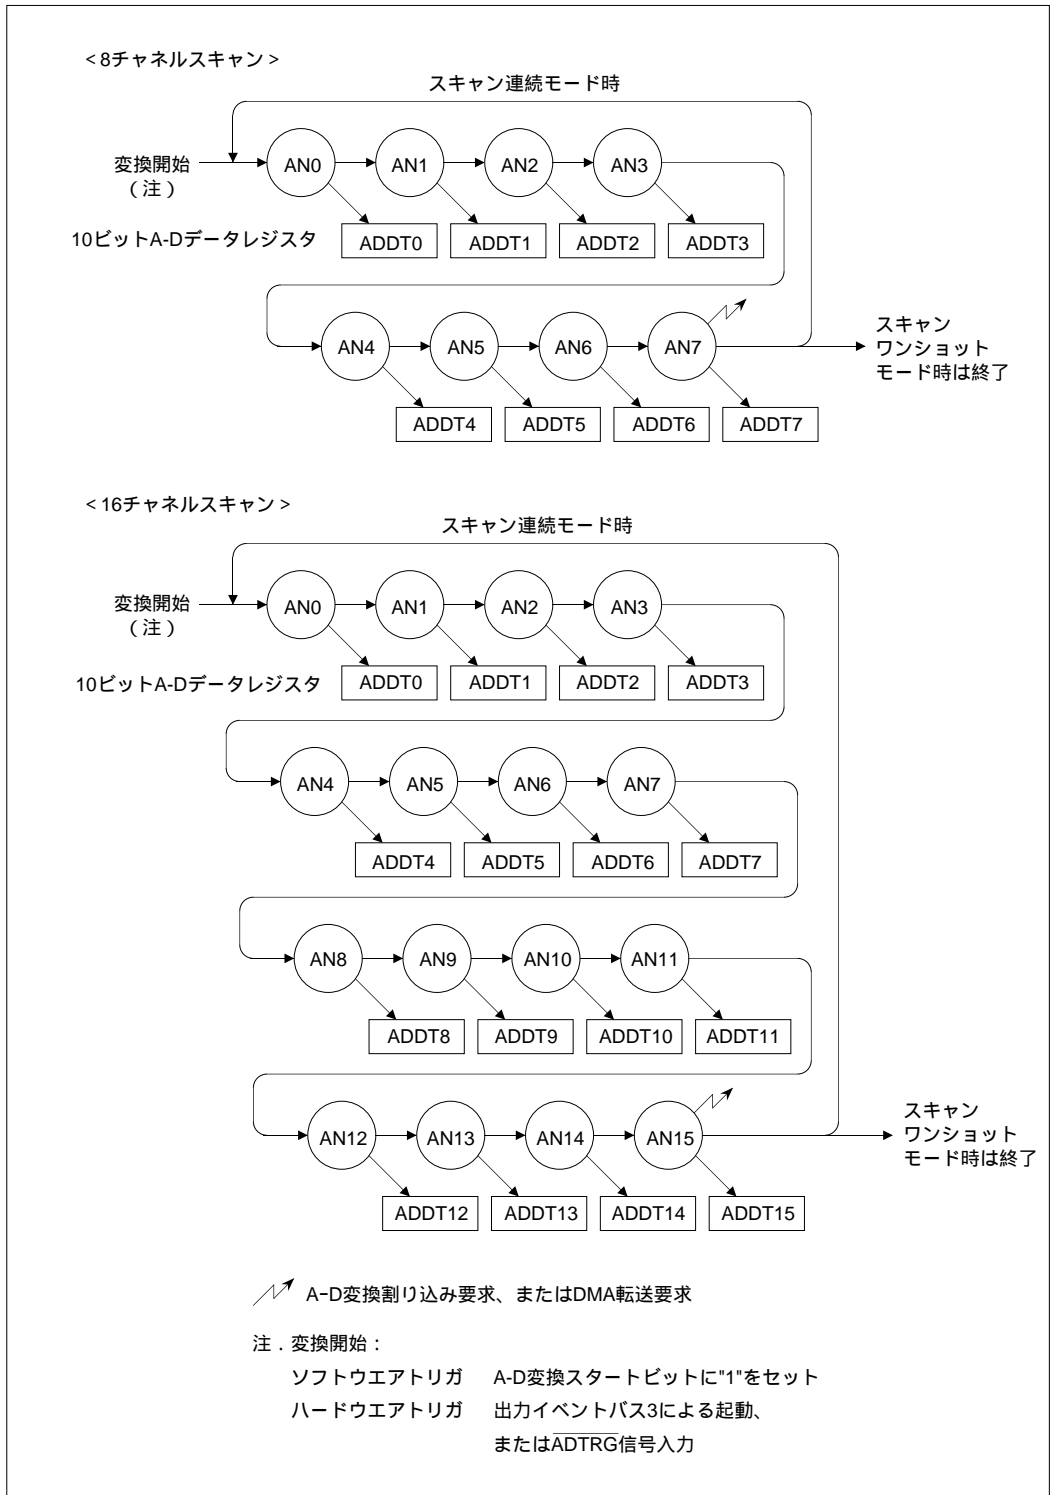 ＜8チャネルスキャン＞
スキャン連続モード時
変換開始
（注）
AN0 AN1 AN2 AN3
10ビットA-Dデータレジスタ
ADDT0 ADDT1 ADDT2 ADDT3
AN4 AN5 AN6 AN7
スキャン
ワンショット
モード時は終了
ADDT4 ADDT5 ADDT6 ADDT7
＜16チャネルスキャン＞
スキャン連続モード時
変換開始
（注）
AN0 AN1 AN2 AN3
10ビットA-Dデータレジスタ
ADDT0 ADDT1 ADDT2 ADDT3
AN4 AN5 AN6 AN7
ADDT4 ADDT5 ADDT6 ADDT7
AN8 AN9 AN10 AN11
ADDT8 ADDT9 ADDT10 ADDT11
AN12 AN13 AN14 AN15
スキャン
ワンショット
モード時は終了
ADDT12 ADDT13 ADDT14 ADDT15
A-D変換割り込み要求、またはDMA転送要求
注．変換開始：
ソフトウエアトリガ A-D変換スタートビットに"1"をセット
ハードウエアトリガ 出力イベントバス3による起動、
またはADTRG信号入力